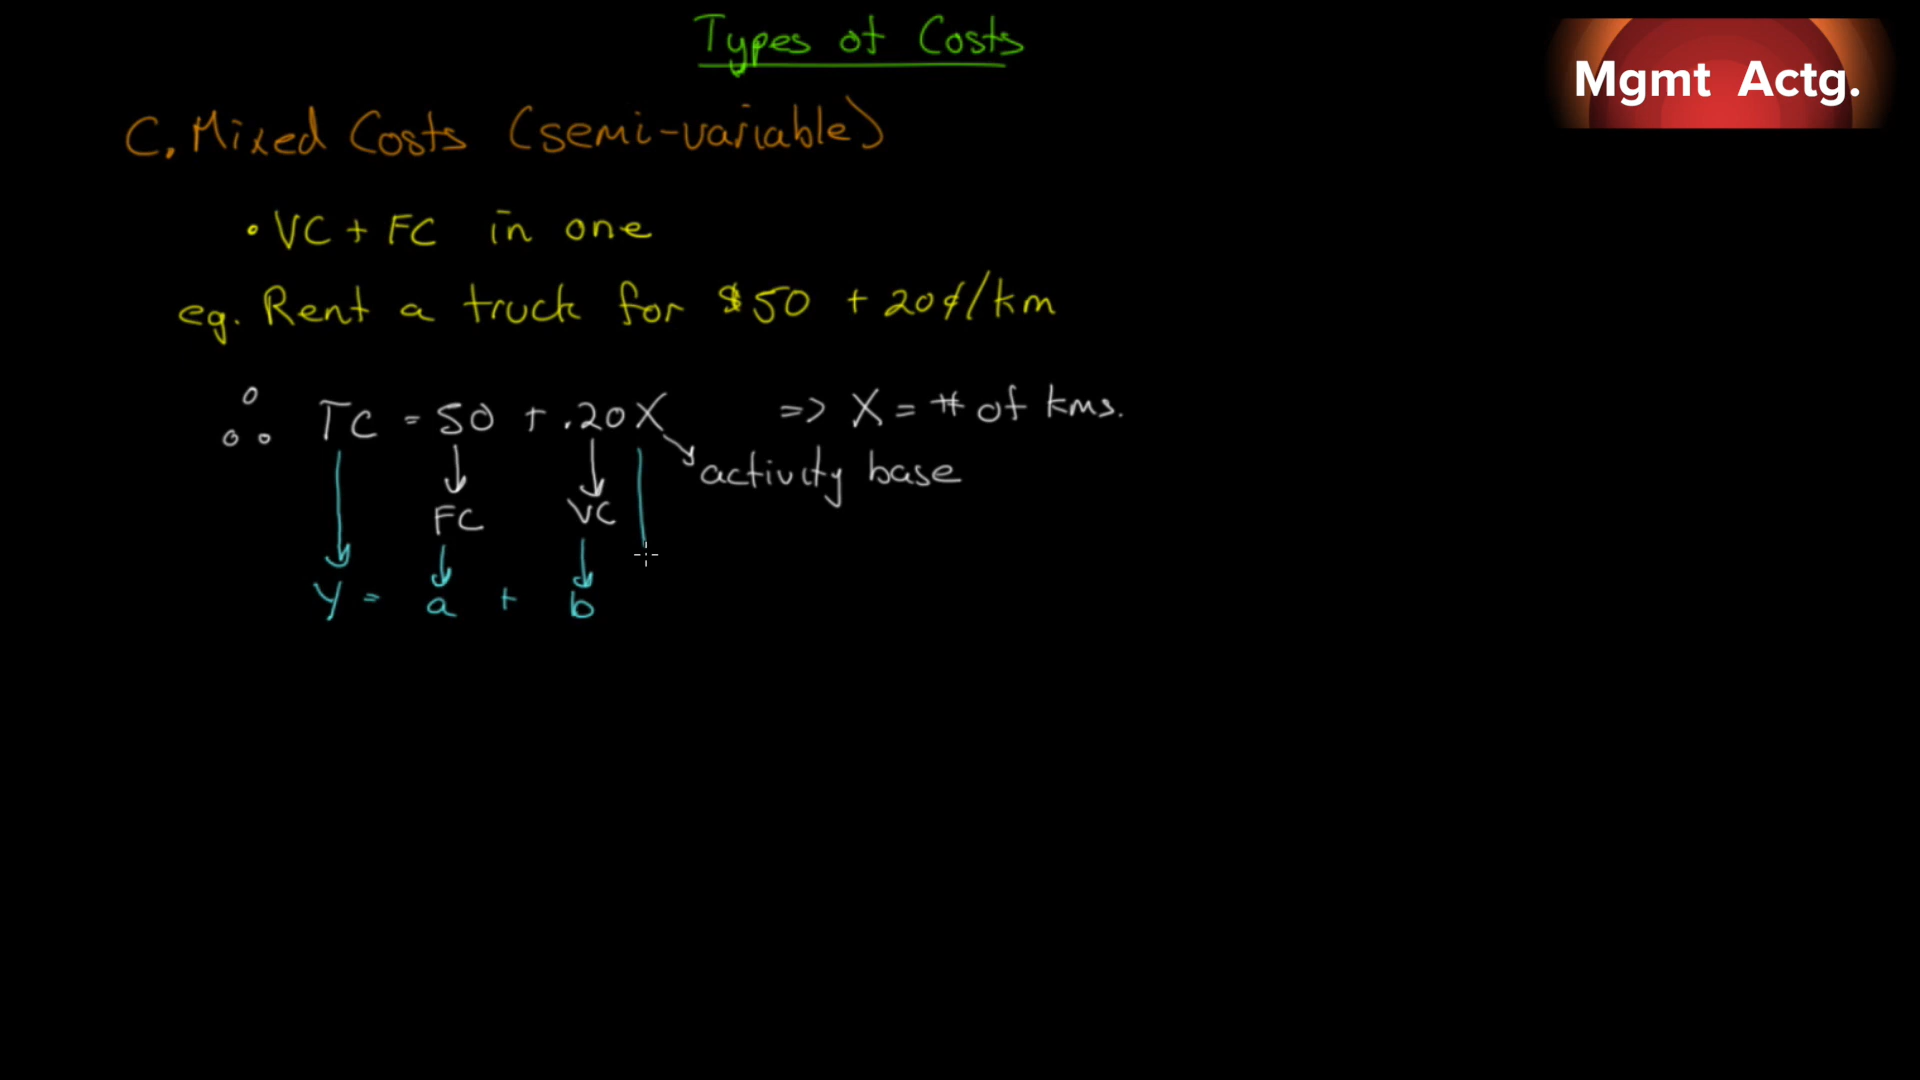 Types of Costs
Mgmt Actg.
C. Mixed Costs (semi-variable)
• VC + FC in one
eg. Rent a truck for $50 + 20¢/km
∴ TC = 50 + .20X => X = # of kms.
activity base
FC VC
Y = a + b